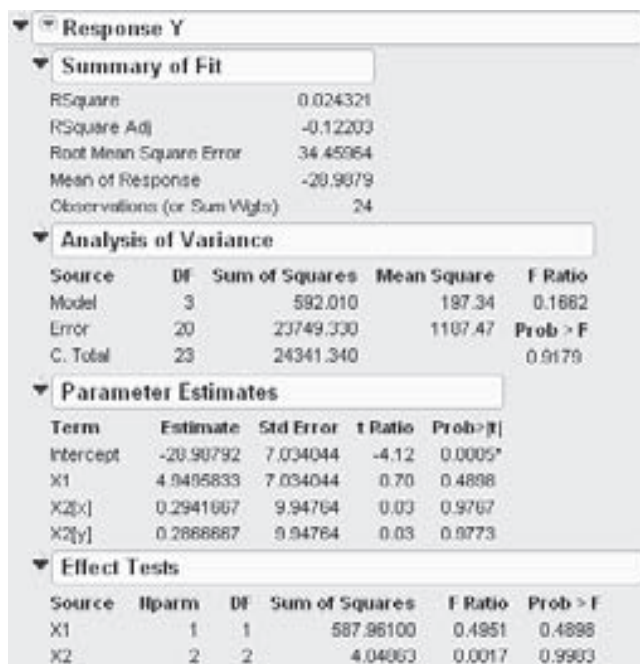 Response Y
Summary of Fit
RSquare 0.024321
RSquare Adj -0.12203
Root Mean Square Error 34.45964
Mean of Response -28.9879
Observations (or Sum Wgts) 24
Analysis of Variance
Source DF Sum of Squares Mean Square F Ratio
Model 3 592.010 197.34 0.1662
Error 20 23749.330 1187.47 Prob > F
C. Total 23 24341.340 0.9179
Parameter Estimates
Term Estimate Std Error t Ratio Prob>|t|
Intercept -28.98792 7.034044 -4.12 0.0005*
X1 4.9495833 7.034044 0.70 0.4898
X2[x] 0.2941667 9.94764 0.03 0.9767
X2[y] 0.2866667 9.94764 0.03 0.9773
Effect Tests
Source Nparm DF Sum of Squares F Ratio Prob > F
X1 1 1 587.96100 0.4951 0.4898
X2 2 2 4.04863 0.0017 0.9983